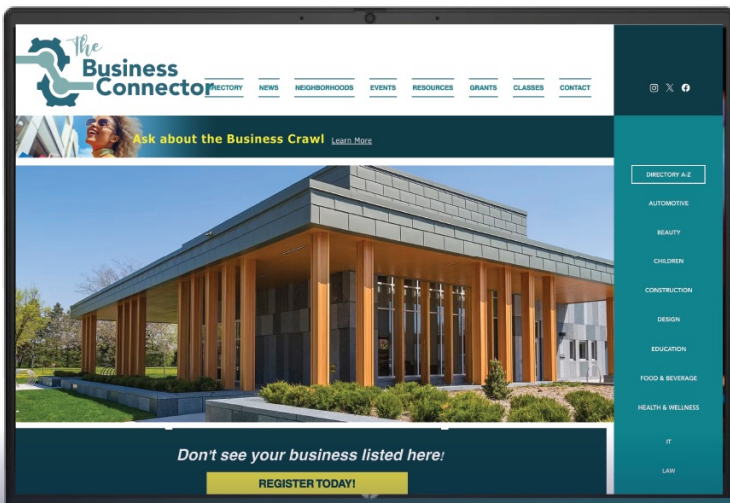 The
Business
Connector
DIRECTORY NEWS NEIGHBORHOODS EVENTS RESOURCES GRANTS CLASSES CONTACT
Ask about the Business Crawl Learn More
DIRECTORY A-Z
AUTOMOTIVE
BEAUTY
CHILDREN
CONSTRUCTION
DESIGN
EDUCATION
FOOD & BEVERAGE
HEALTH & WELLNESS
IT
LAW
Don't see your business listed here!
REGISTER TODAY!